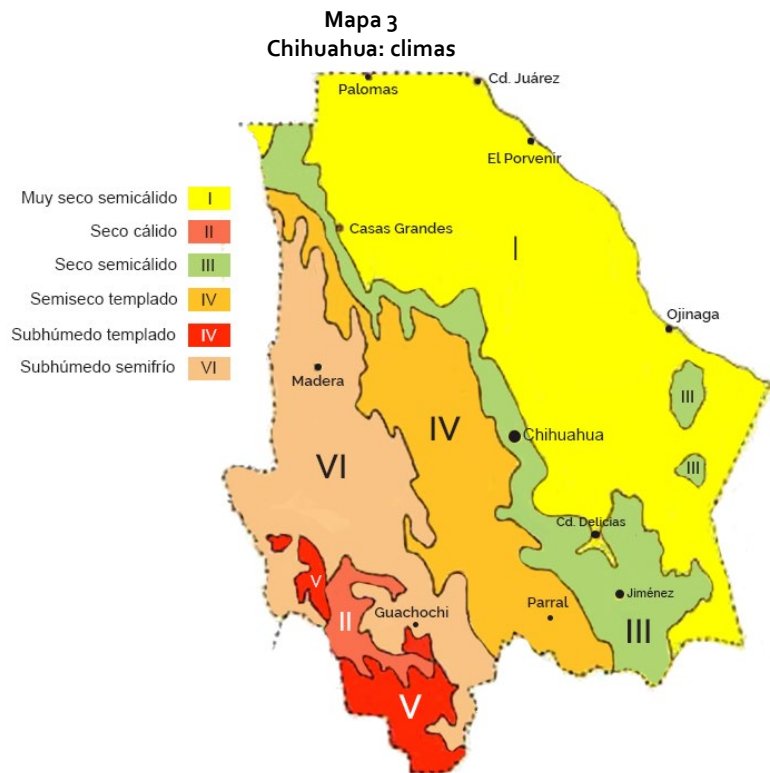 Mapa 3
Chihuahua: climas
Palomas
Cd. Juárez
El Porvenir
Muy seco semicálido I
Seco cálido II
Seco semicálido III
Semiseco templado IV
Subhúmedo templado IV
Subhúmedo semifrío VI
Casas Grandes
I
Ojinaga
Madera
III
IV
Chihuahua
VI
III
Cd. Delicias
V
II
Guachochi
Parral
Jiménez
III
V